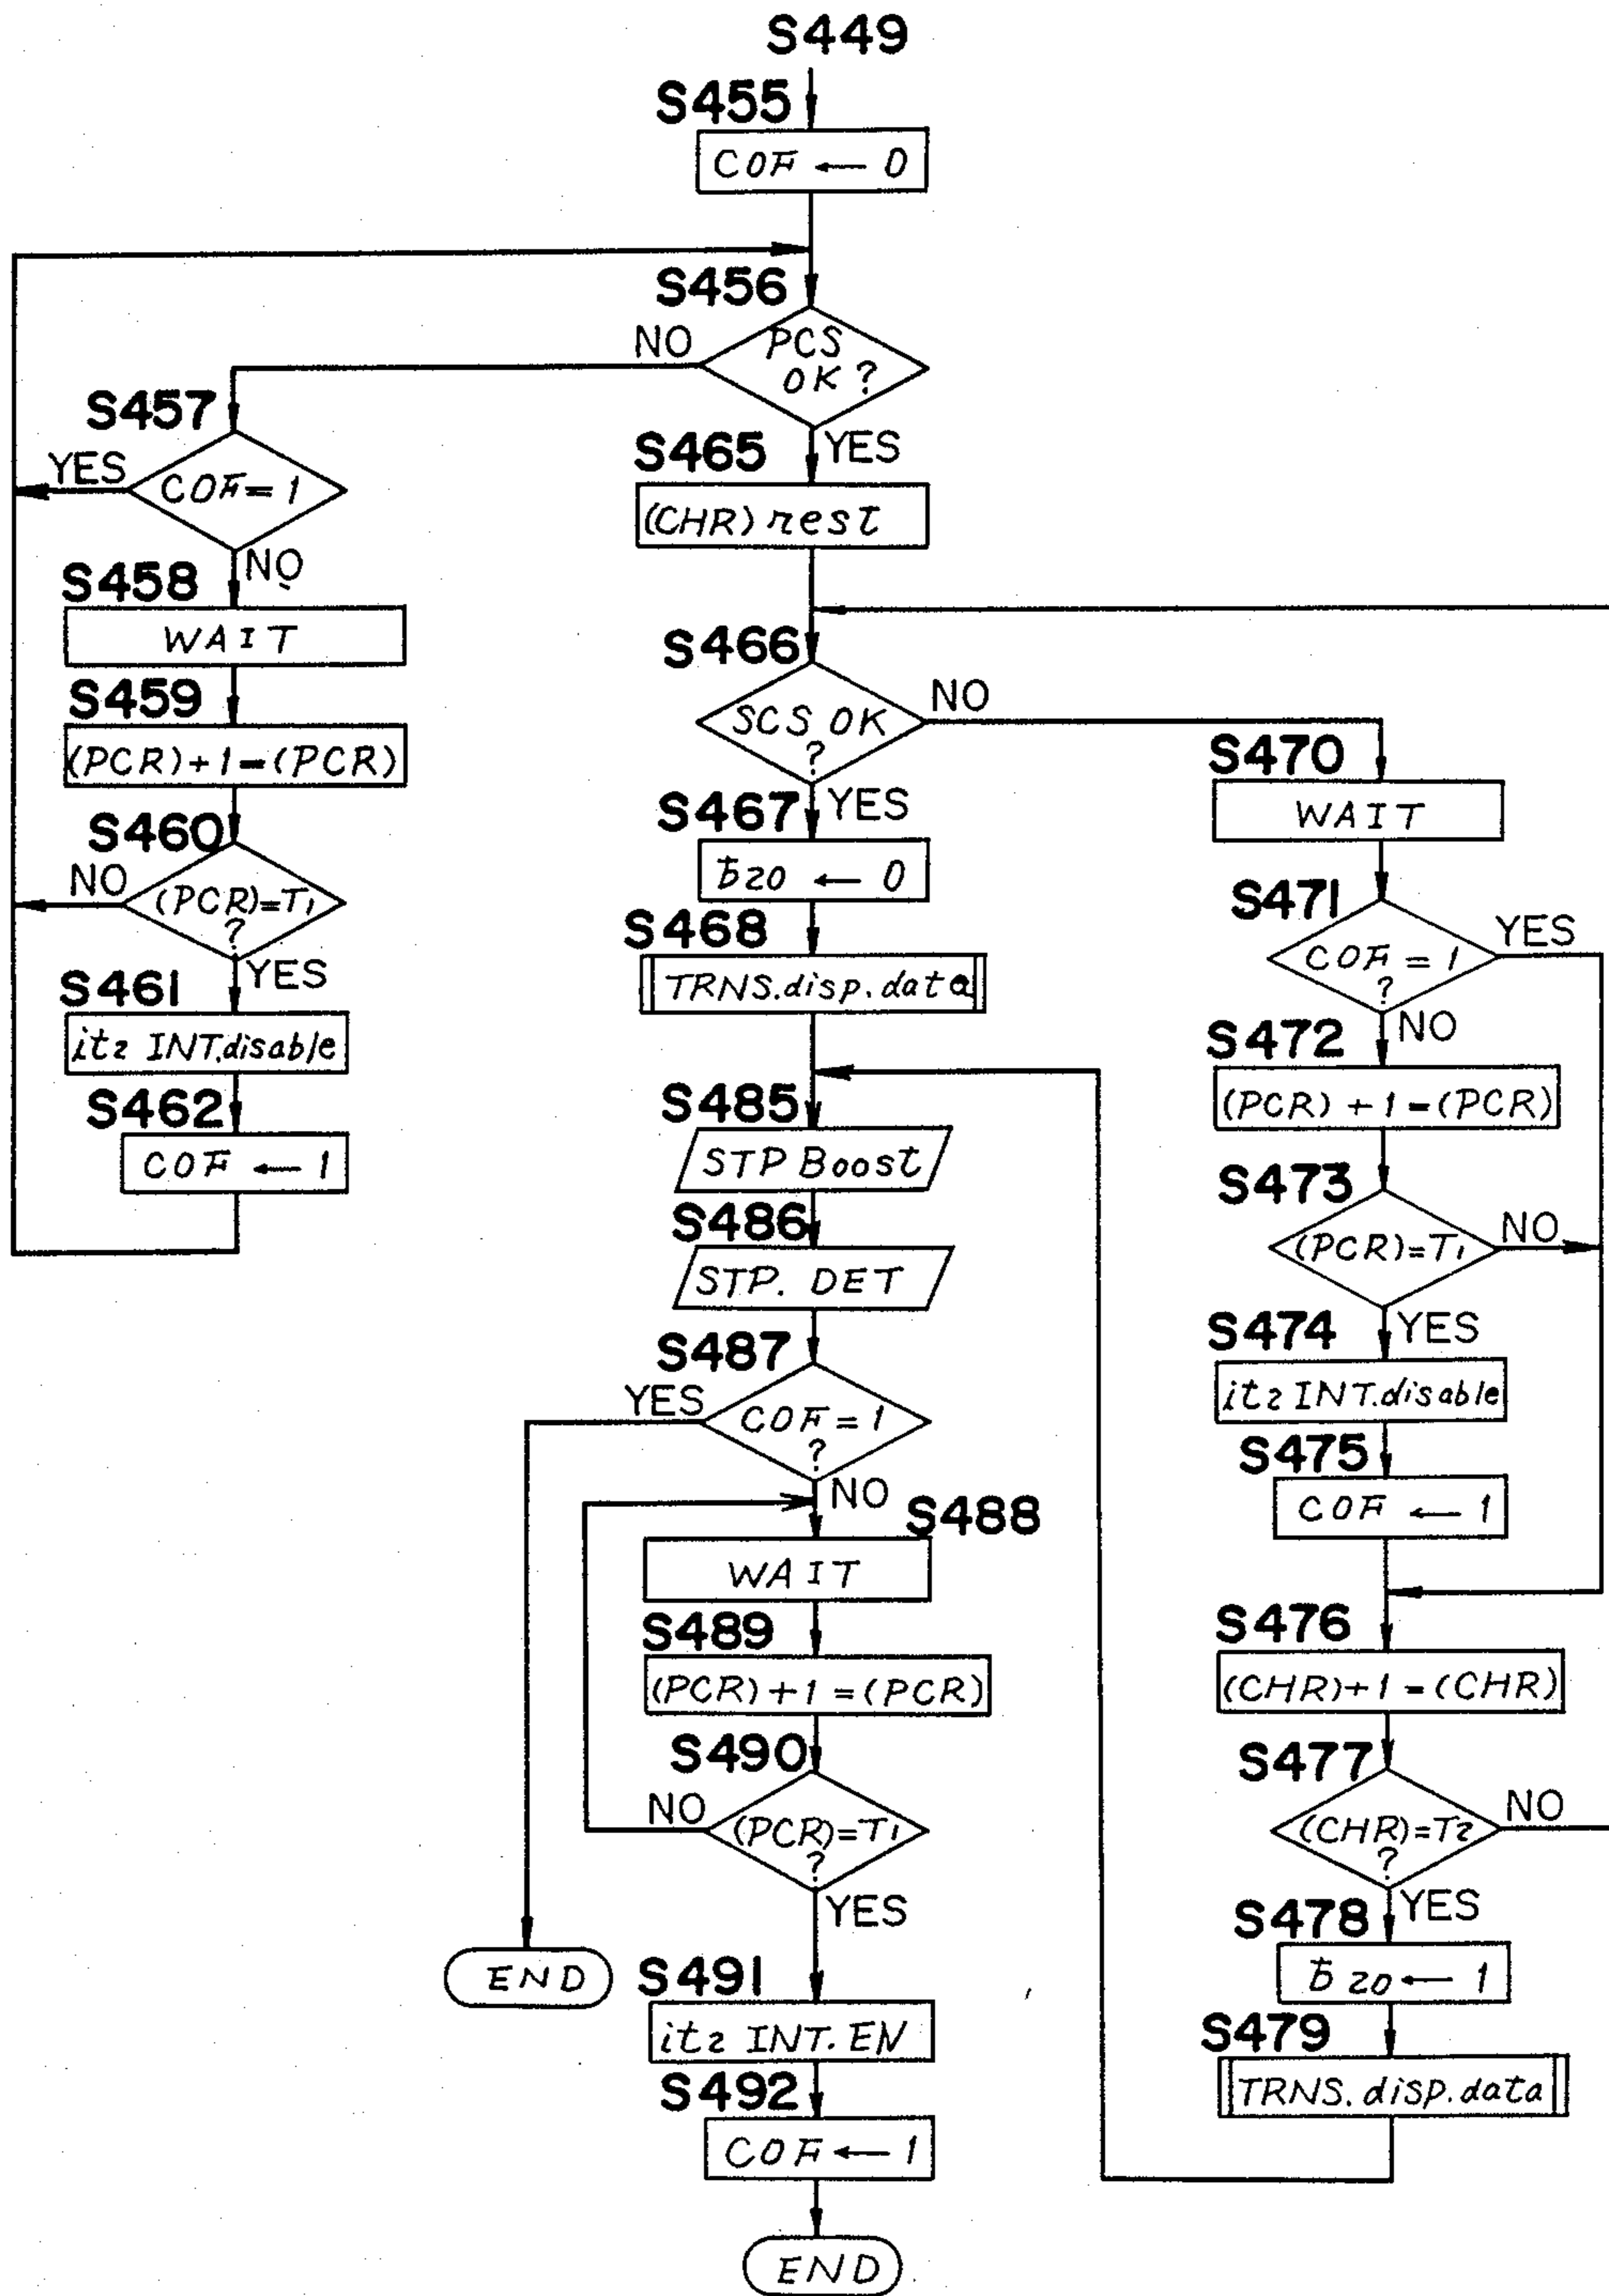 S449
S455
COF ← 0
S456
NO
PCS
OK ?
YES
S457
YES
COF = 1
NO
S458
WAIT
S459
(PCR)+1=(PCR)
S460
NO
(PCR)=T1
?
YES
S461
it2 INT.disable
S462
COF ← 1
S465
(CHR) rest
S466
SCS OK
?
NO
YES
S467
b20 ← 0
S468
TRNS.disp.data
S485
STP Boost
S486
STP. DET
S487
YES
COF = 1
?
NO
S488
WAIT
S489
(PCR)+1=(PCR)
S490
NO
(PCR)=T1
?
YES
END
S491
it2 INT.EN
S492
COF ← 1
END
S470
WAIT
S471
YES
COF = 1
?
NO
S472
(PCR)+1=(PCR)
S473
(PCR)=T1
NO
YES
S474
it2 INT.disable
S475
COF ← 1
S476
(CHR)+1=(CHR)
S477
NO
(CHR)=T2
?
YES
S478
b20 ← 1
S479
TRNS.disp.data